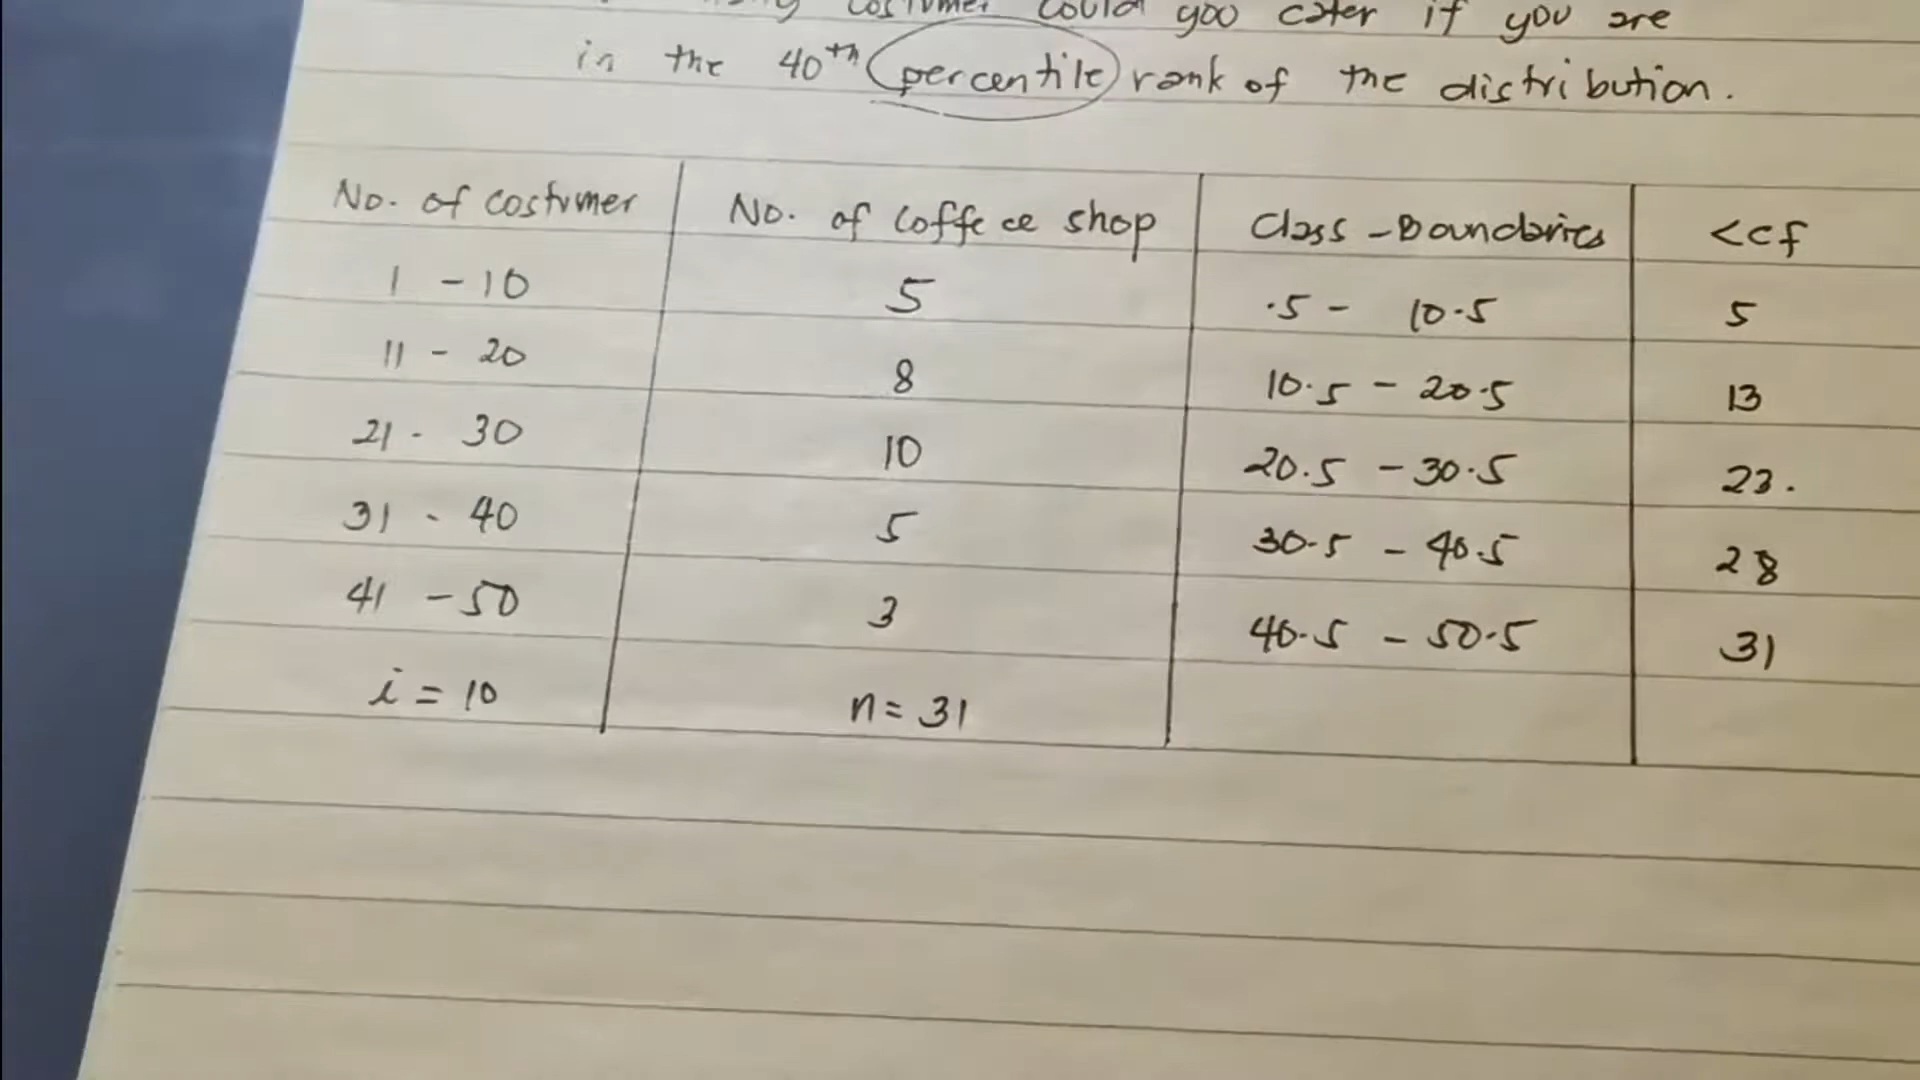 costumer could you cater if you are
in the 40th percentile rank of the distribution.
No. of costumer No. of Coffee shop Class - Boundaries <cf
1 - 10 5 .5 - 10.5 5
11 - 20 8 10.5 - 20.5 13
21 - 30 10 20.5 - 30.5 23.
31 - 40 5 30.5 - 40.5 28
41 - 50 3 40.5 - 50.5 31
i = 10 n = 31